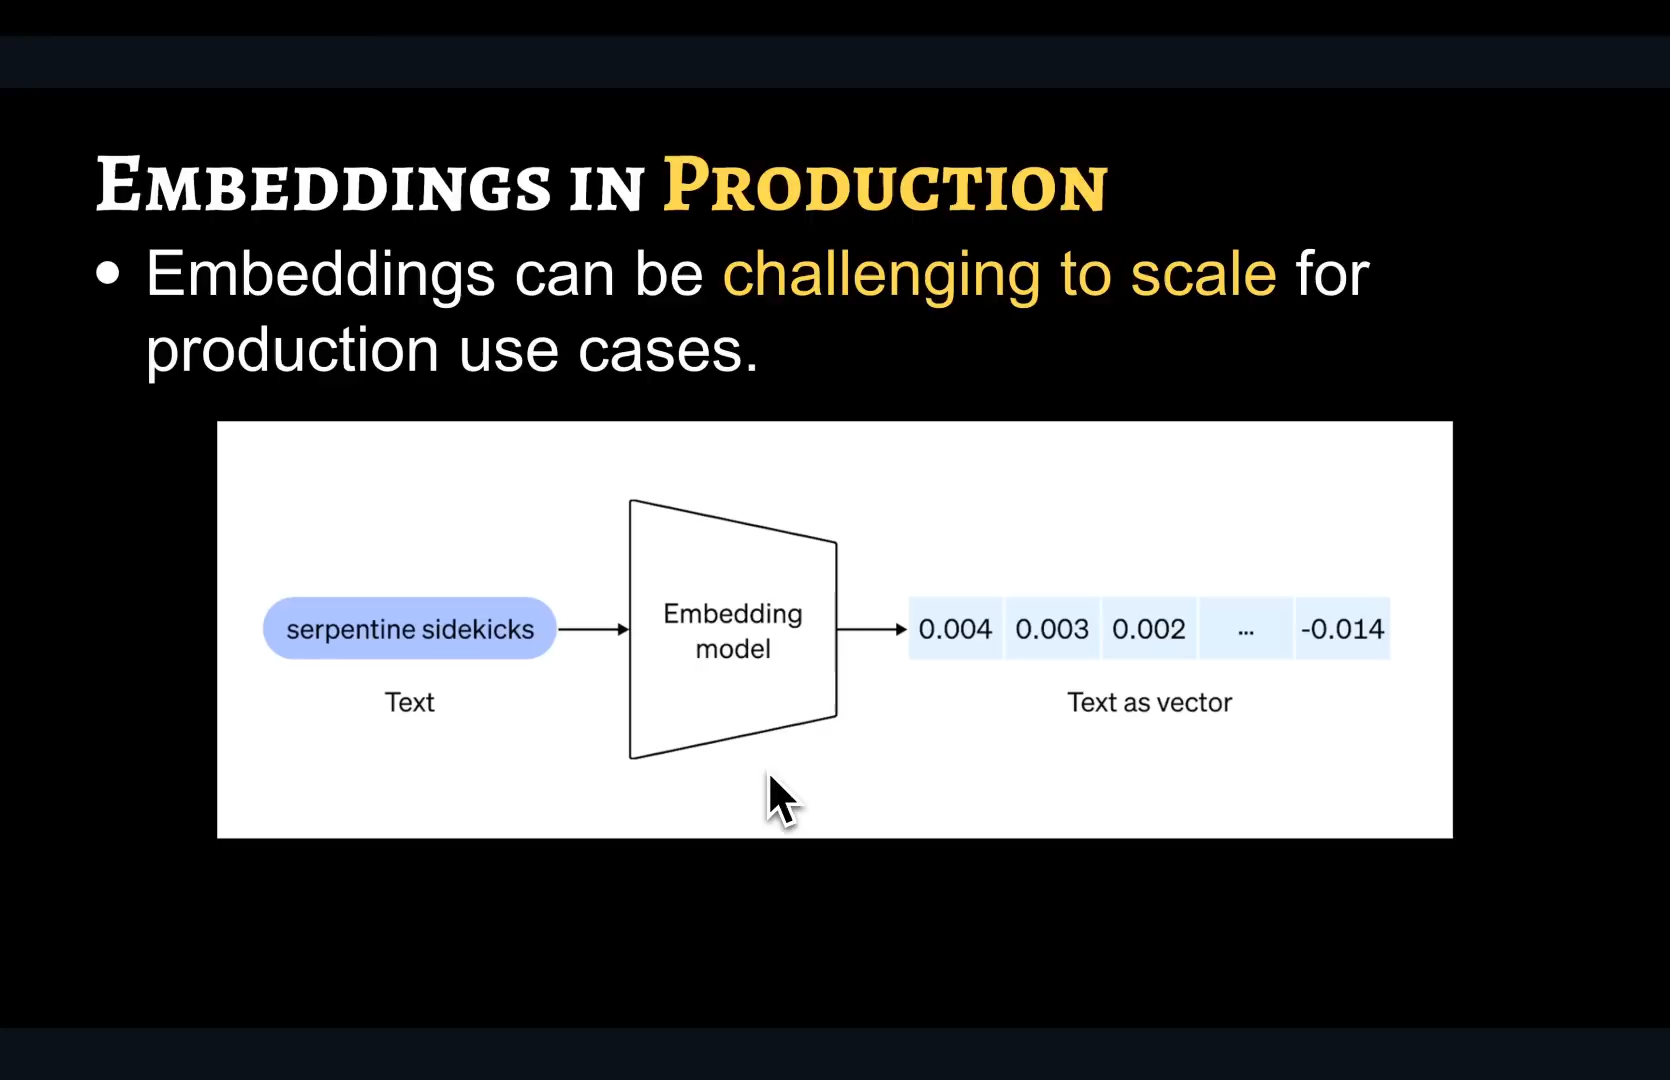 Embeddings in Production
• Embeddings can be challenging to scale for
production use cases.
serpentine sidekicks
Text
Embedding
model
0.004 0.003 0.002 ... -0.014
Text as vector